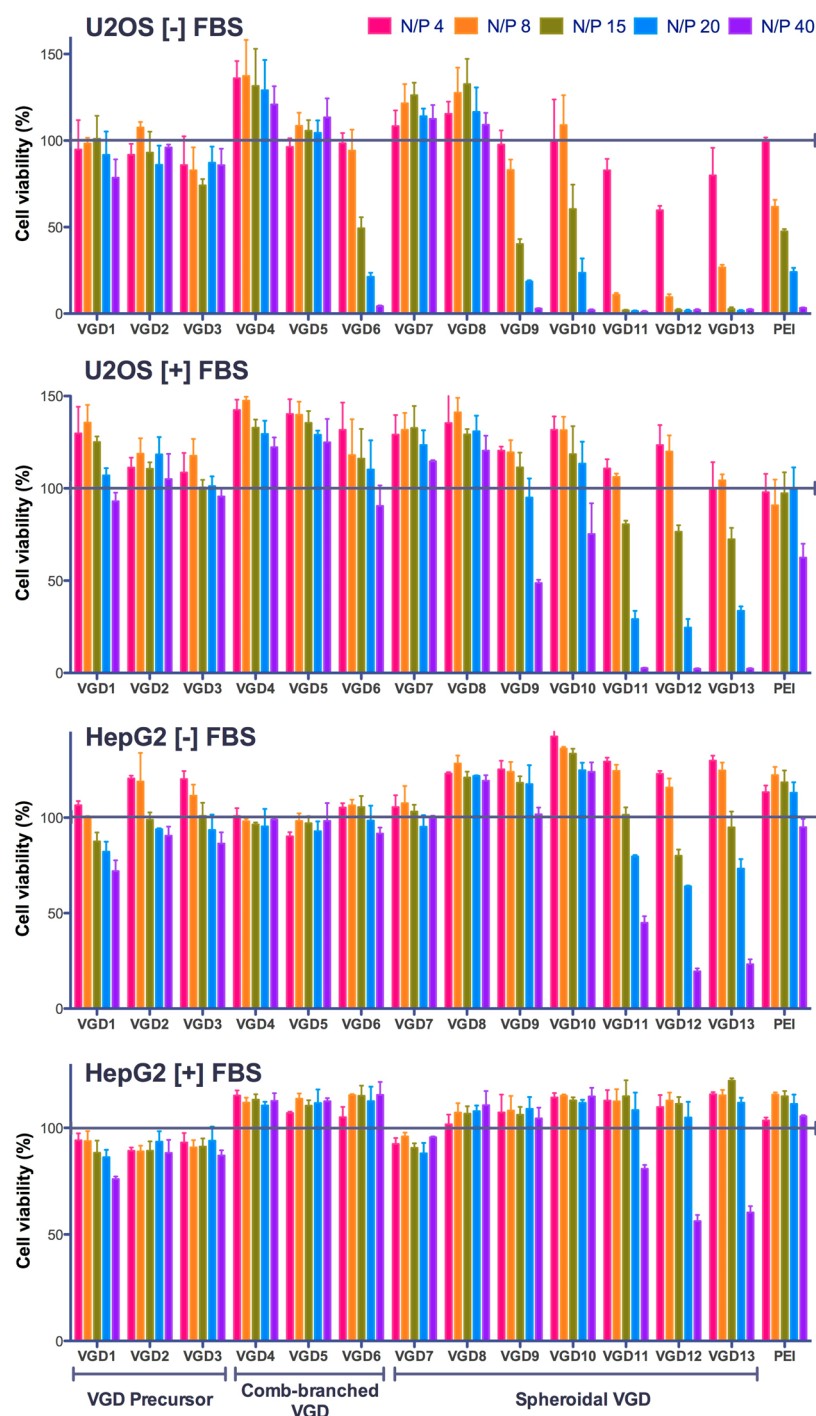 U2OS [-] FBS
N/P 4 N/P 8 N/P 15 N/P 20 N/P 40
Cell viability (%)
150
100
50
0
VGD1 VGD2 VGD3 VGD4 VGD5 VGD6 VGD7 VGD8 VGD9 VGD10 VGD11 VGD12 VGD13 PEI
U2OS [+] FBS
Cell viability (%)
150
100
50
0
VGD1 VGD2 VGD3 VGD4 VGD5 VGD6 VGD7 VGD8 VGD9 VGD10 VGD11 VGD12 VGD13 PEI
HepG2 [-] FBS
Cell viability (%)
100
50
0
VGD1 VGD2 VGD3 VGD4 VGD5 VGD6 VGD7 VGD8 VGD9 VGD10 VGD11 VGD12 VGD13 PEI
HepG2 [+] FBS
Cell viability (%)
100
50
0
VGD1 VGD2 VGD3 VGD4 VGD5 VGD6 VGD7 VGD8 VGD9 VGD10 VGD11 VGD12 VGD13 PEI
VGD Precursor
Comb-branched
VGD
Spheroidal VGD